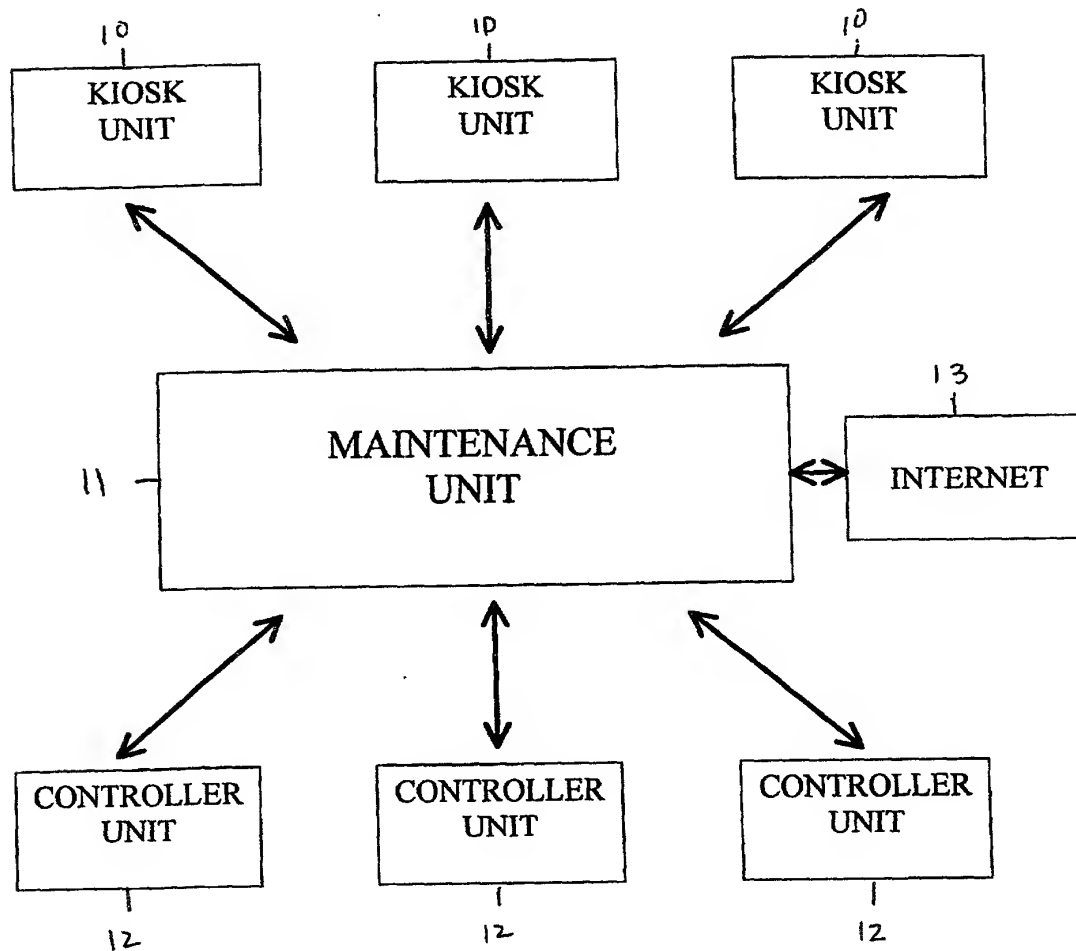 10 10 10
KIOSK
UNIT
KIOSK
UNIT
KIOSK
UNIT
13
11
MAINTENANCE
UNIT
INTERNET
CONTROLLER
UNIT
CONTROLLER
UNIT
CONTROLLER
UNIT
12 12 12